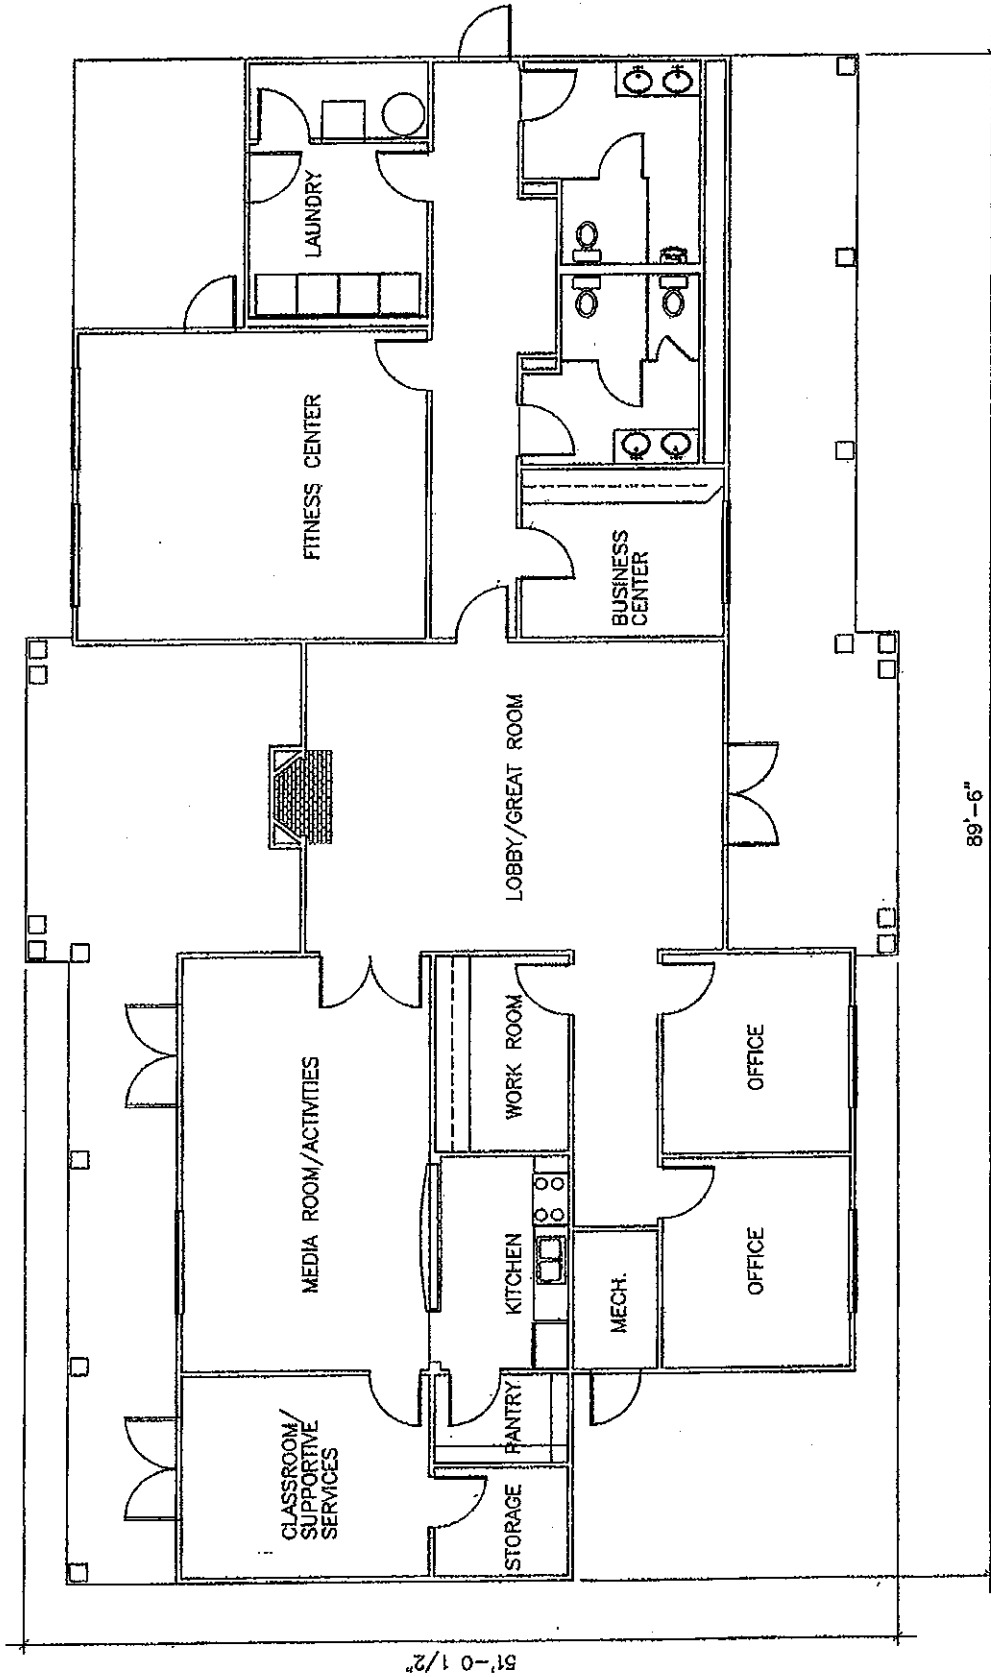 CLASSROOM/
SUPPORTIVE
SERVICES
MEDIA ROOM/ACTIVITIES
FITNESS CENTER
LAUNDRY
STORAGE
PANTRY
KITCHEN
WORK ROOM
LOBBY/GREAT ROOM
MECH.
BUSINESS
CENTER
OFFICE
OFFICE
51'-0 1/2"
89'-6"